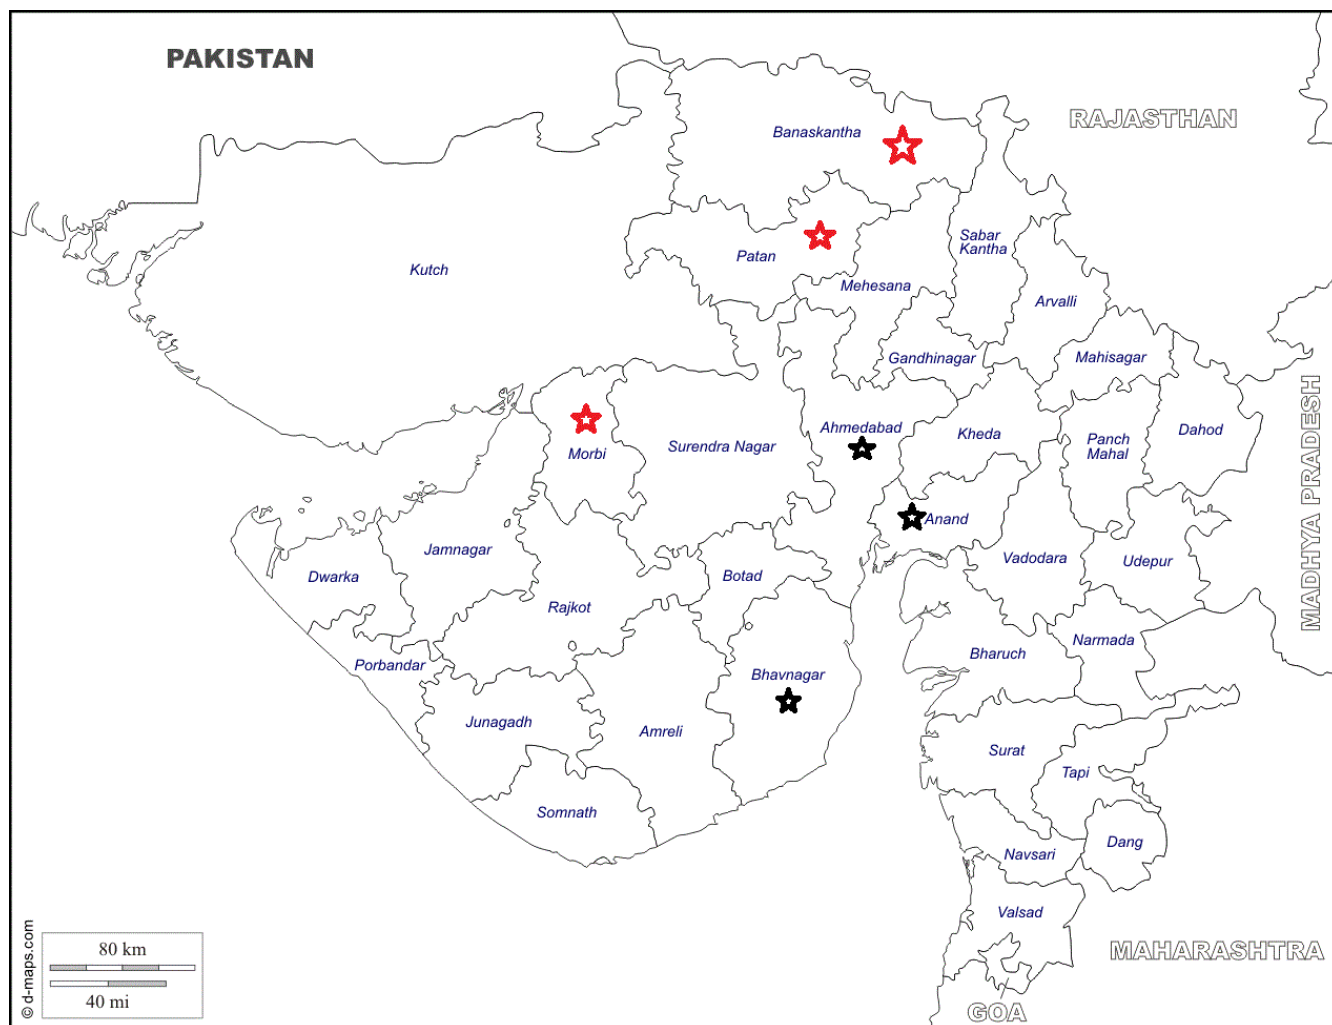 PAKISTAN
RAJASTHAN
Banaskantha
Sabar
Kantha
Patan
Kutch
Mehesana
Arvalli
Gandhinagar
Mahisagar
Ahmedabad
Kheda
Panch
Mahal
Dahod
MADHYA PRADESH
Morbi
Surendra Nagar
Anand
Jamnagar
Vadodara
Udepur
Dwarka
Botad
Rajkot
Narmada
Bharuch
Porbandar
Bhavnagar
Junagadh
Amreli
Surat
Tapi
Somnath
Dang
Navsari
Valsad
MAHARASHTRA
GOA
80 km
40 mi
© d-maps.com